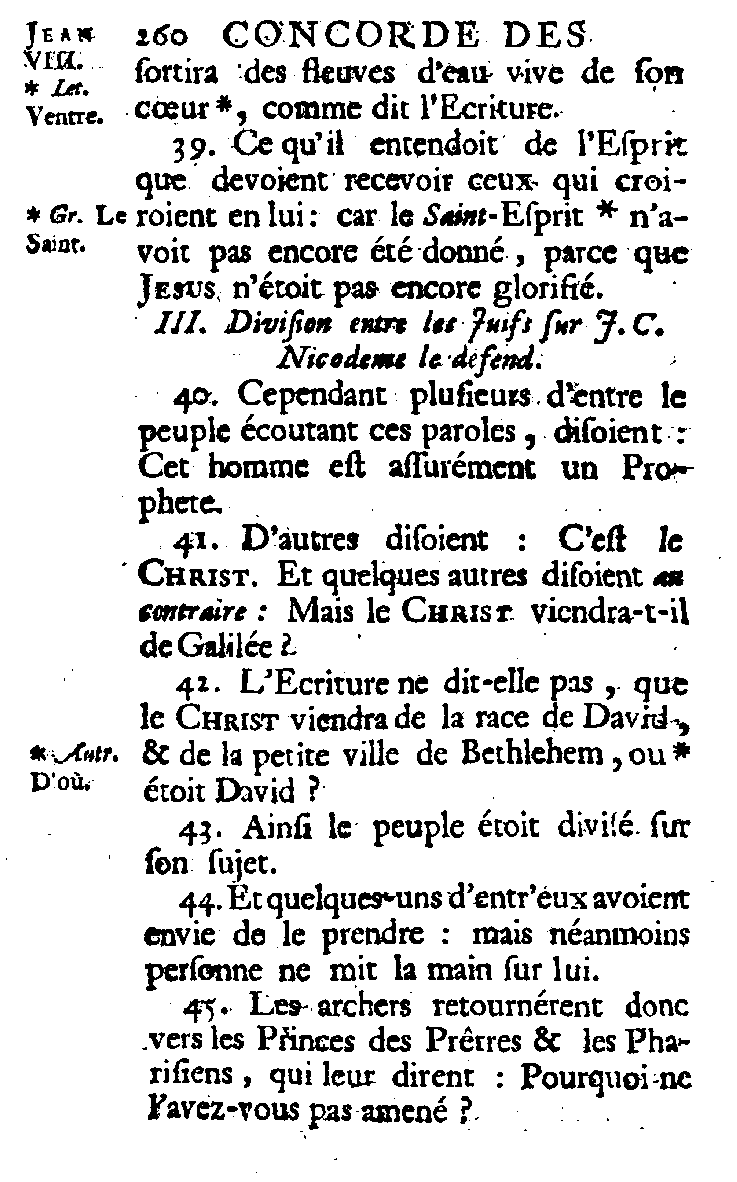 JEAN
VIII.
* Let.
Ventre.
260 CONCORDE DES
ſortira des fleuves d'eau vive de ſon
cœur *, comme dit l'Ecriture.
39. Ce qu'il entendoit de l'Eſprit
que devoient recevoir ceux qui croi-
* Gr. Le
Saint.
roient en lui : car le Saint-Eſprit * n'a-
voit pas encore été donné, parce que
JESUS n'étoit pas encore glorifié.
III. Diviſion entre les Juifs ſur J. C.
Nicodeme le défend.
40. Cependant pluſieurs d'entre le
peuple écoutant ces paroles, diſoient :
Cet homme eſt aſſurément un Pro-
phete.
41. D'autres diſoient : C'eſt le
CHRIST. Et quelques autres diſoient au
contraire : Mais le CHRIST viendra-t-il
de Galilée ?
42. L'Ecriture ne dit-elle pas, que
le CHRIST viendra de la race de David,
* Autr.
D'où.
& de la petite ville de Bethlehem, ou *
étoit David ?
43. Ainſi le peuple étoit diviſé ſur
ſon ſujet.
44. Et quelques-uns d'entr'eux avoient
envie de le prendre : mais néanmoins
perſonne ne mit la main ſur lui.
45. Les archers retournérent donc
vers les Princes des Prêtres & les Pha-
riſiens, qui leur dirent : Pourquoi ne
l'avez-vous pas amené ?